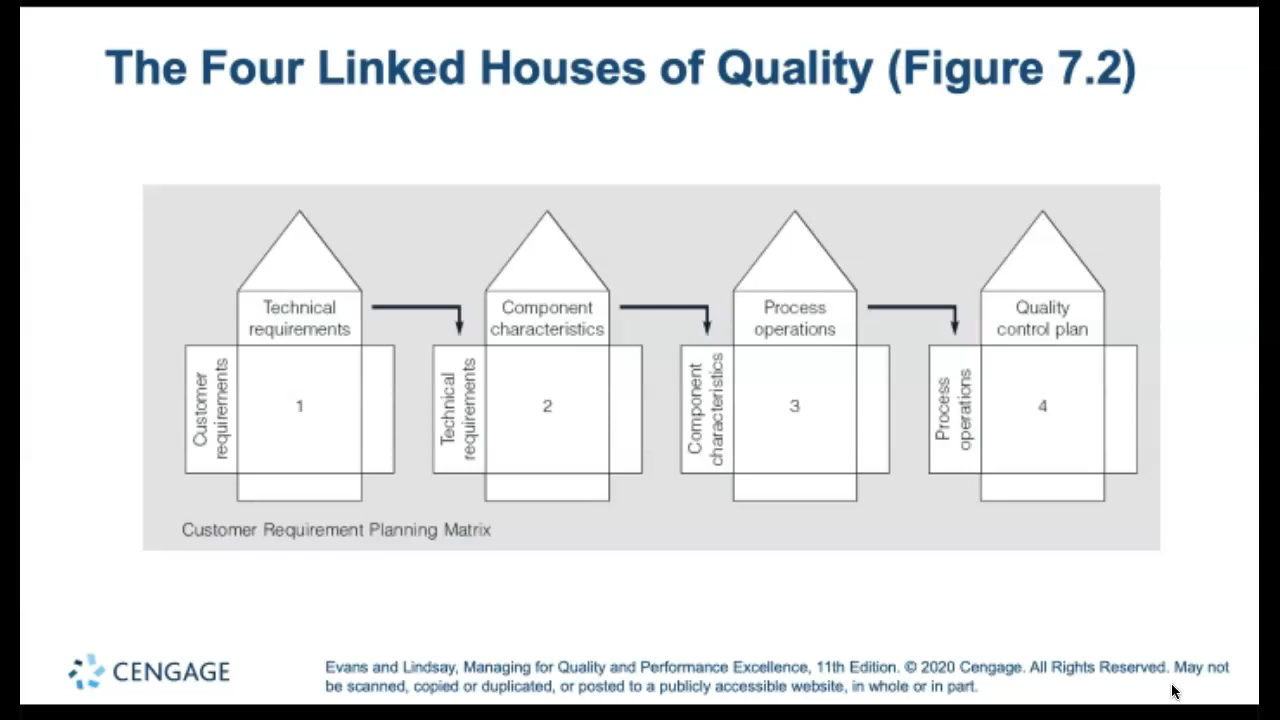 The Four Linked Houses of Quality (Figure 7.2)
Technical
requirements
Component
characteristics
Process
operations
Quality
control plan
Customer
requirements
1
Technical
requirements
2
Component
characteristics
3
Process
operations
4
Customer Requirement Planning Matrix
CENGAGE
Evans and Lindsay, Managing for Quality and Performance Excellence, 11th Edition. © 2020 Cengage. All Rights Reserved. May not
be scanned, copied or duplicated, or posted to a publicly accessible website, in whole or in part.